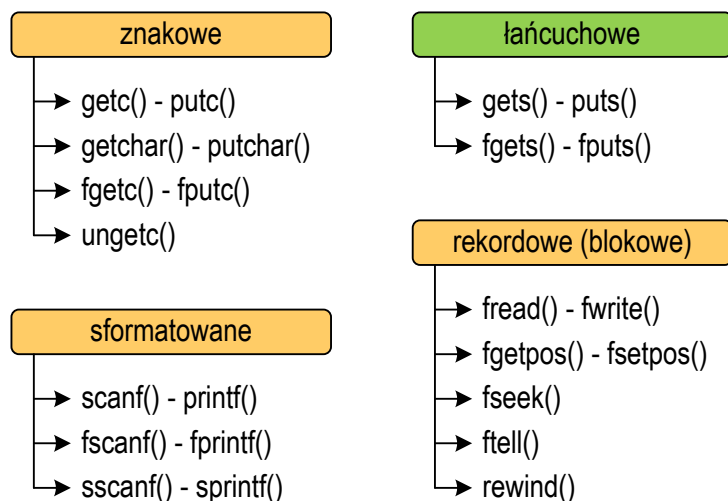 znakowe
getc() - putc()
getchar() - putchar()
fgetc() - fputc()
ungetc()
sformatowane
scanf() - printf()
fscanf() - fprintf()
sscanf() - sprintf()
łańcuchowe
gets() - puts()
fgets() - fputs()
rekordowe (blokowe)
fread() - fwrite()
fgetpos() - fsetpos()
fseek()
ftell()
rewind()